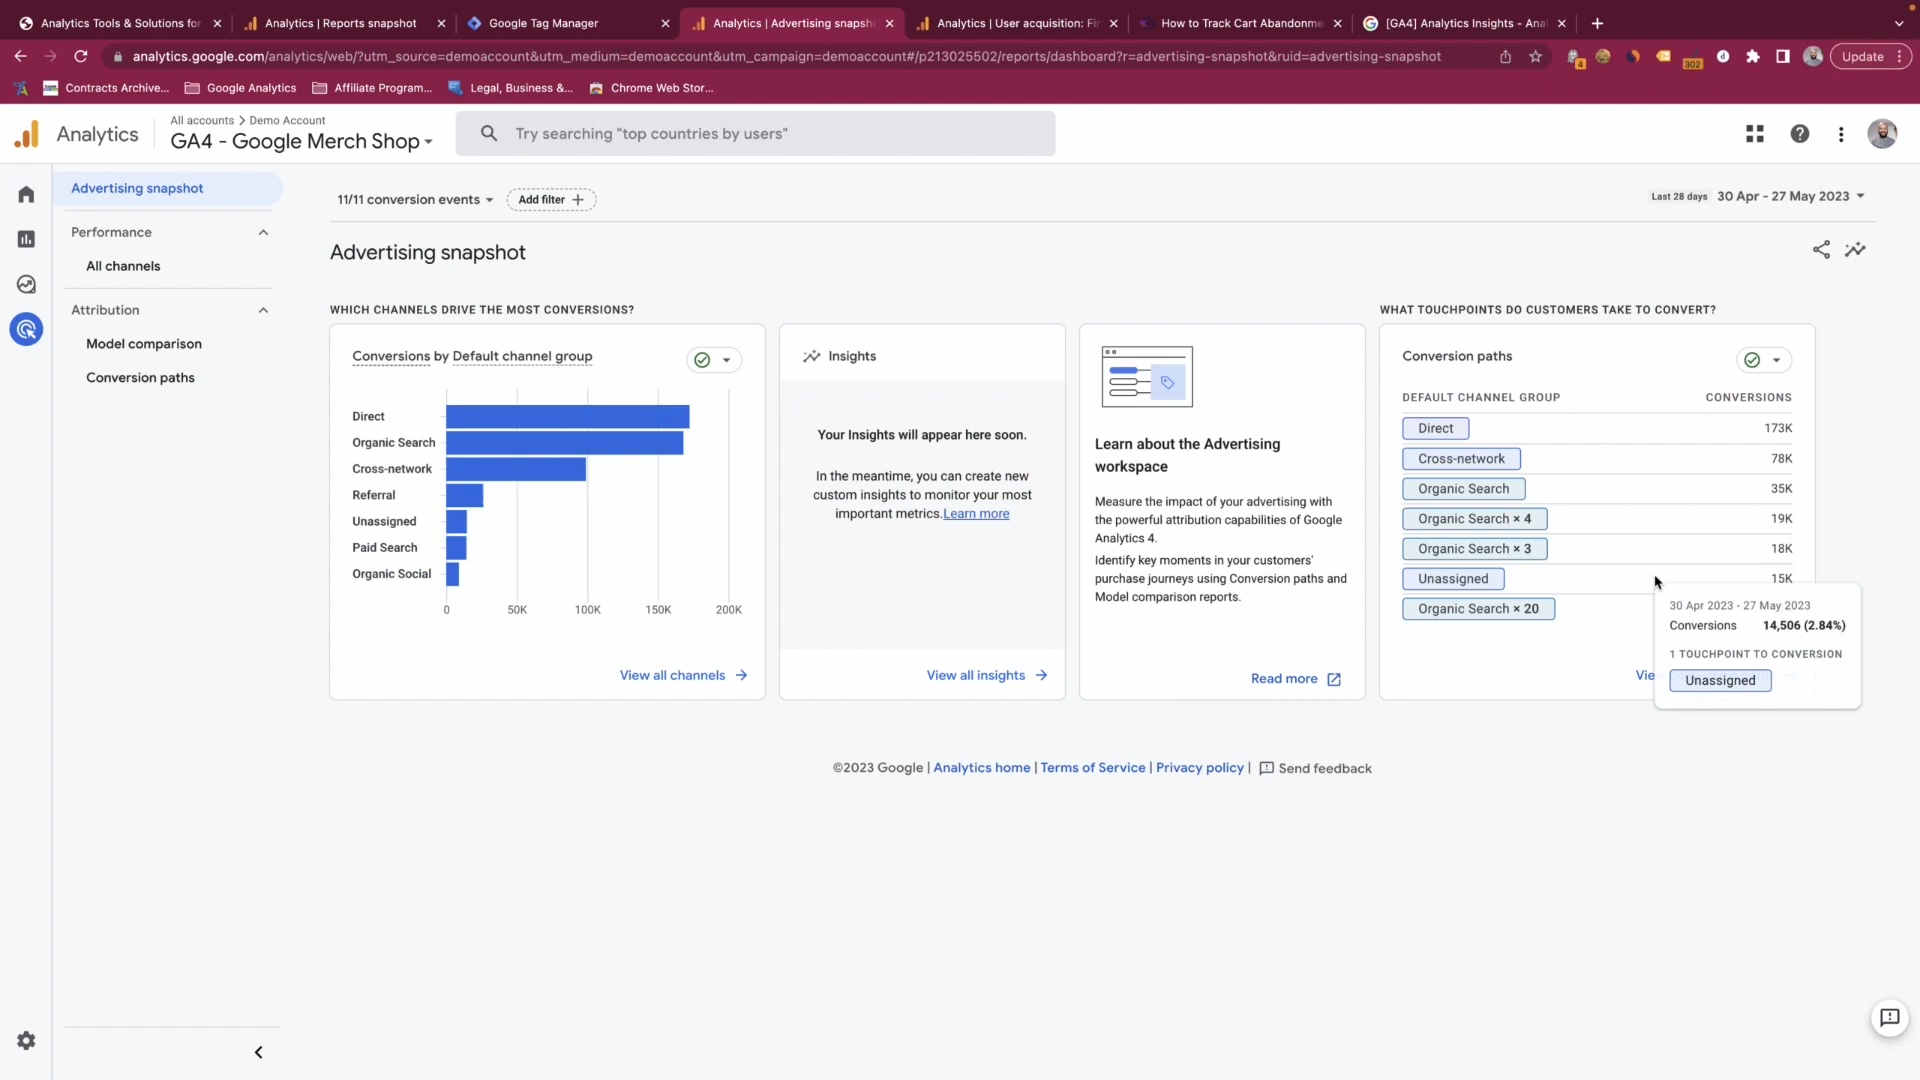 Analytics Tools & Solutions for
Analytics | Reports snapshot
Google Tag Manager
Analytics | Advertising snapsh
Analytics | User acquisition: Fi
How to Track Cart Abandonme
[GA4] Analytics Insights - Ana
analytics.google.com/analytics/web/?utm_source=demoaccount&utm_medium=demoaccount&utm_campaign=demoaccount#/p213025502/reports/dashboard?r=advertising-snapshot&ruid=advertising-snapshot
4
302
Update
Contracts Archive...
Google Analytics
Affiliate Program...
Legal, Business &...
Chrome Web Stor...
Analytics
All accounts > Demo Account
GA4 - Google Merch Shop
Try searching "top countries by users"
Advertising snapshot
Performance
All channels
Attribution
Model comparison
Conversion paths
11/11 conversion events
Add filter +
Last 28 days 30 Apr - 27 May 2023
Advertising snapshot
WHICH CHANNELS DRIVE THE MOST CONVERSIONS?
Conversions by Default channel group
Direct
Organic Search
Cross-network
Referral
Unassigned
Paid Search
Organic Social
0 50K 100K 150K 200K
View all channels
Insights
Your Insights will appear here soon.
In the meantime, you can create new
custom insights to monitor your most
important metrics.Learn more
View all insights
Learn about the Advertising
workspace
Measure the impact of your advertising with
the powerful attribution capabilities of Google
Analytics 4.
Identify key moments in your customers'
purchase journeys using Conversion paths and
Model comparison reports.
Read more
WHAT TOUCHPOINTS DO CUSTOMERS TAKE TO CONVERT?
Conversion paths
DEFAULT CHANNEL GROUP CONVERSIONS
Direct 173K
Cross-network 78K
Organic Search 35K
Organic Search × 4 19K
Organic Search × 3 18K
Unassigned 15K
Organic Search × 20
30 Apr 2023 - 27 May 2023
Conversions 14,506 (2.84%)
1 TOUCHPOINT TO CONVERSION
Unassigned
©2023 Google | Analytics home | Terms of Service | Privacy policy | Send feedback